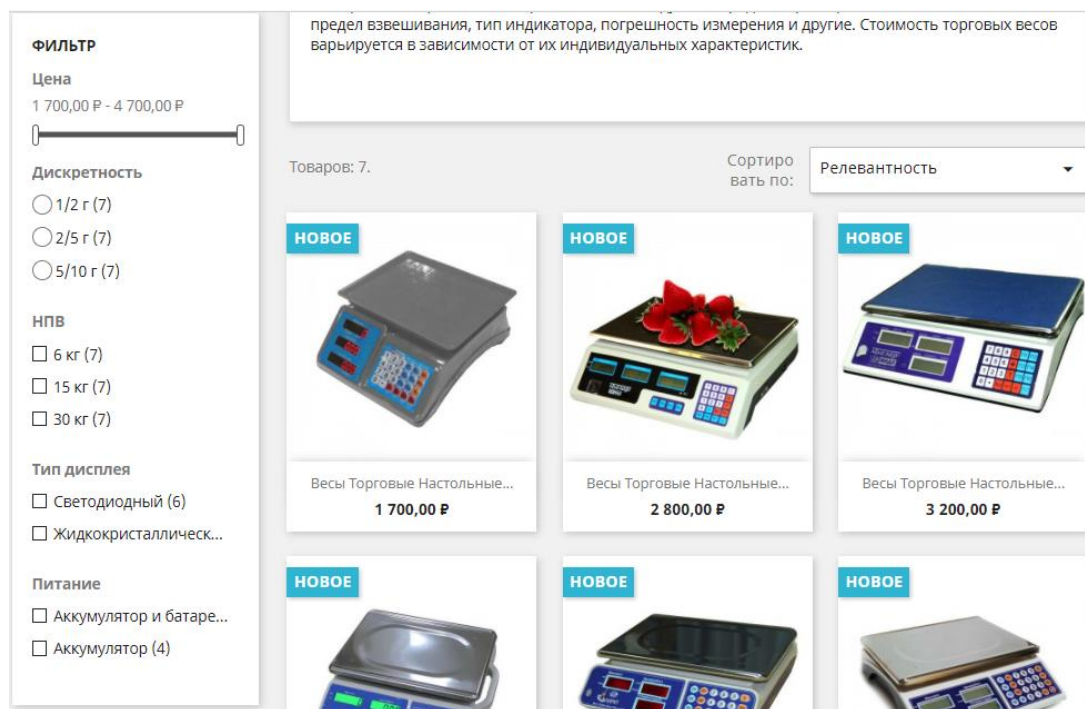 предел взвешивания, тип индикатора, погрешность измерения и другие. Стоимость торговых весов
варьируется в зависимости от их индивидуальных характеристик.
ФИЛЬТР
Цена
1 700,00 ₽ - 4 700,00 ₽
Дискретность
1/2 г (7)
2/5 г (7)
5/10 г (7)
НПВ
6 кг (7)
15 кг (7)
30 кг (7)
Тип дисплея
Светодиодный (6)
Жидкокристаллическ...
Питание
Аккумулятор и батаре...
Аккумулятор (4)
Товаров: 7.
Сортиро
вать по:
Релевантность
НОВОЕ
Весы Торговые Настольные...
1 700,00 ₽
НОВОЕ
Весы Торговые Настольные...
2 800,00 ₽
НОВОЕ
Весы Торговые Настольные...
3 200,00 ₽
НОВОЕ
НОВОЕ
НОВОЕ